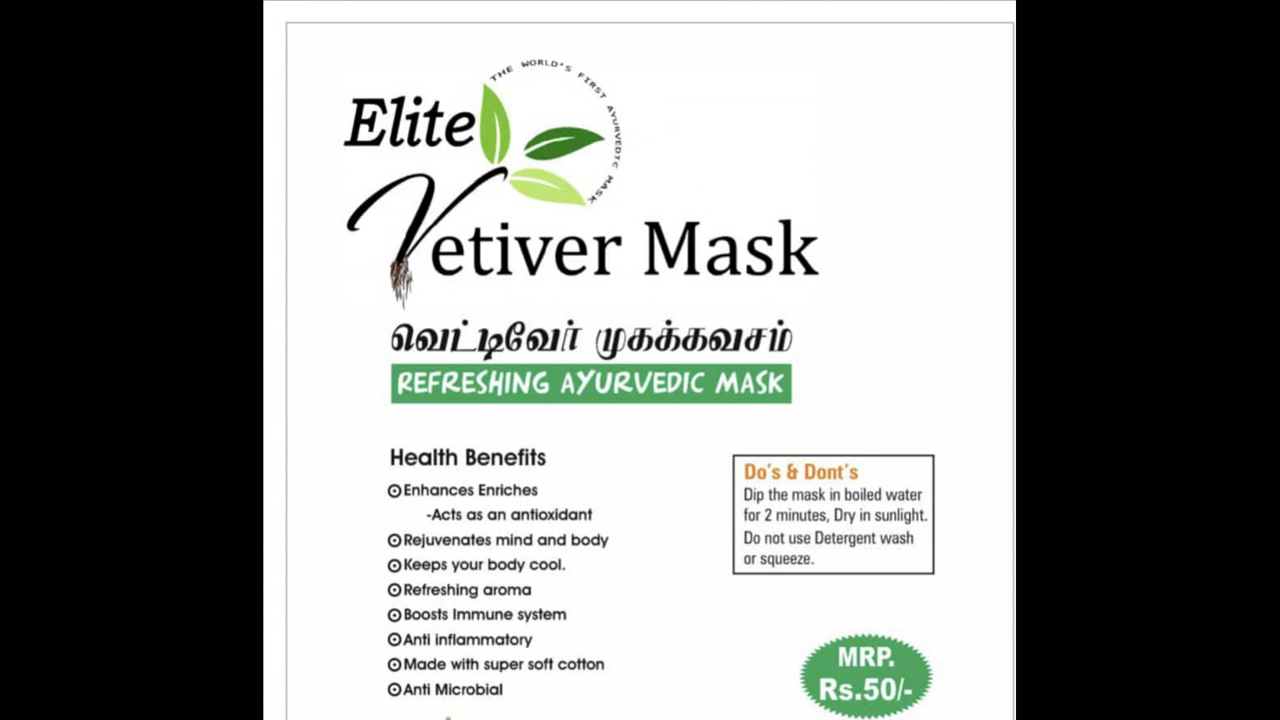 THE WORLD'S FIRST AYURVEDIC MASK
Elite
Vetiver Mask
வெட்டிவேர் முகக்கவசம்
REFRESHING AYURVEDIC MASK
Health Benefits
Enhances Enriches
-Acts as an antioxidant
Rejuvenates mind and body
Keeps your body cool.
Refreshing aroma
Boosts Immune system
Anti inflammatory
Made with super soft cotton
Anti Microbial
Do's & Dont's
Dip the mask in boiled water
for 2 minutes, Dry in sunlight.
Do not use Detergent wash
or squeeze.
MRP.
Rs.50/-